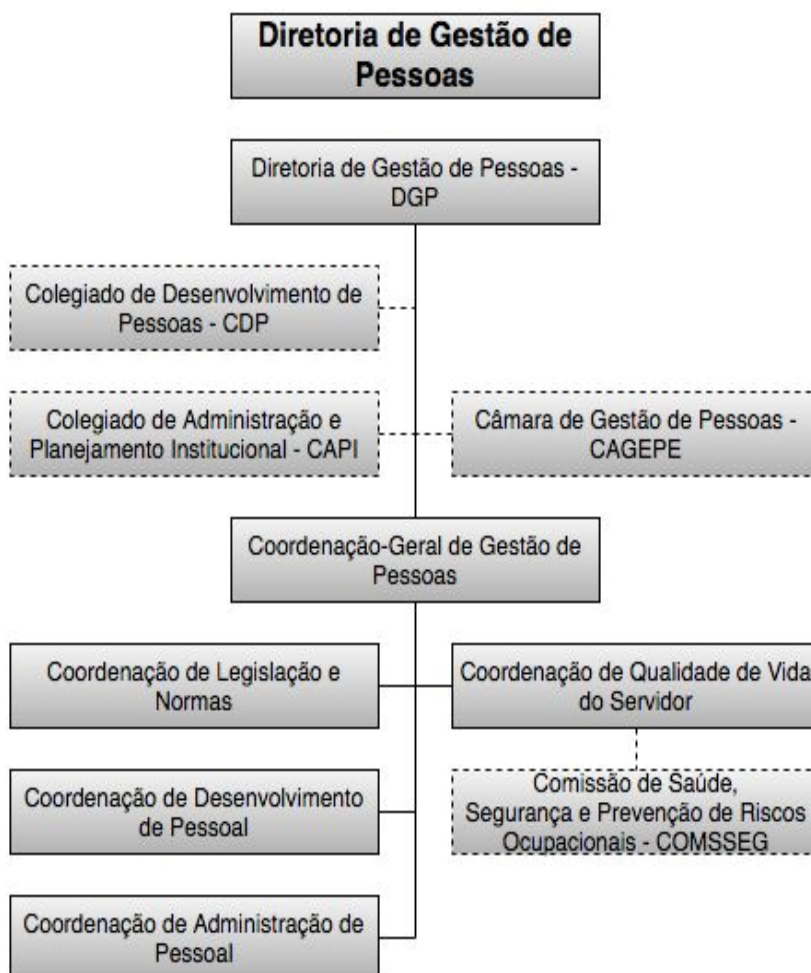 Diretoria de Gestão de
Pessoas
Diretoria de Gestão de Pessoas -
DGP
Colegiado de Desenvolvimento de
Pessoas - CDP
Colegiado de Administração e
Planejamento Institucional - CAPI
Câmara de Gestão de Pessoas -
CAGEPE
Coordenação-Geral de Gestão de
Pessoas
Coordenação de Legislação e
Normas
Coordenação de Qualidade de Vida
do Servidor
Coordenação de Desenvolvimento
de Pessoal
Comissão de Saúde,
Segurança e Prevenção de Riscos
Ocupacionais - COMSSEG
Coordenação de Administração de
Pessoal